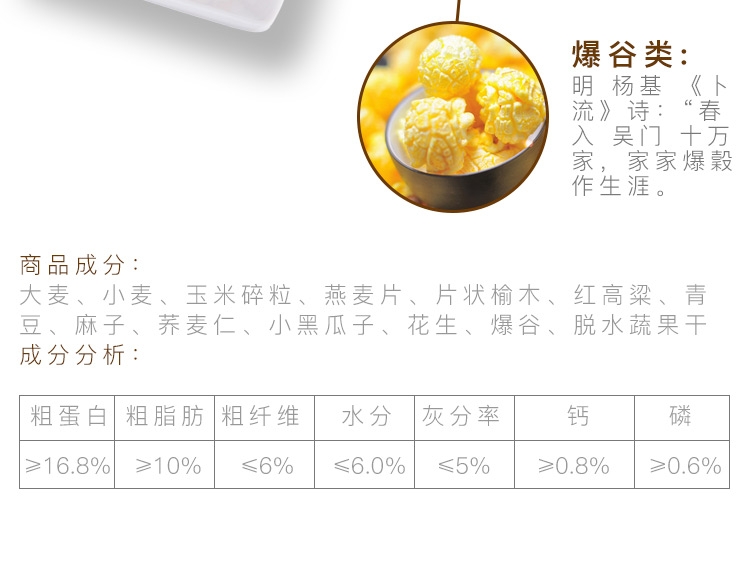 爆谷类:
明 杨基 《卜
流》诗：“春
入 吴门 十万
家，家家爆穀
作生涯。
商品成分：
大麦、小麦、玉米碎粒、燕麦片、片状榆木、红高粱、青
豆、麻子、荞麦仁、小黑瓜子、花生、爆谷、脱水蔬果干
成分分析：
粗蛋白 粗脂肪 粗纤维 水分 灰分率 钙 磷
≥16.8% ≥10% ≤6% ≤6.0% ≤5% ≥0.8% ≥0.6%